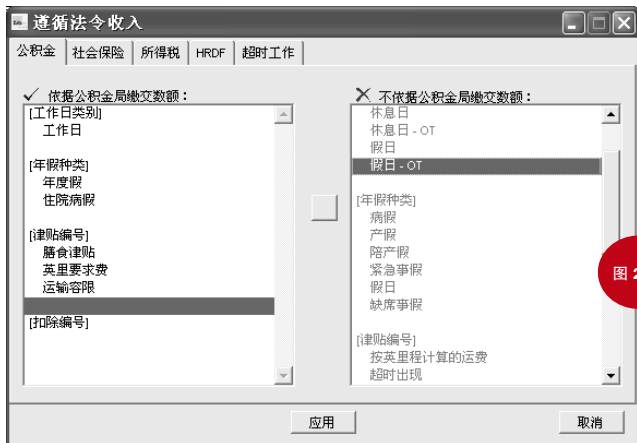 遵循法令收入
公积金 社会保险 所得税 HRDF 超时工作
依据公积金局缴交数额：
[工作日类别]
工作日
[年假种类]
年度假
住院病假
[津贴编号]
膳食津贴
英里要求费
运输容限
[扣除编号]
不依据公积金局缴交数额：
休息日
休息日 - OT
假日
假日 - OT
[年假种类]
病假
产假
陪产假
紧急事假
假日
缺席事假
[津贴编号]
按英里程计算的运费
超时出现
图 2
应用 取消